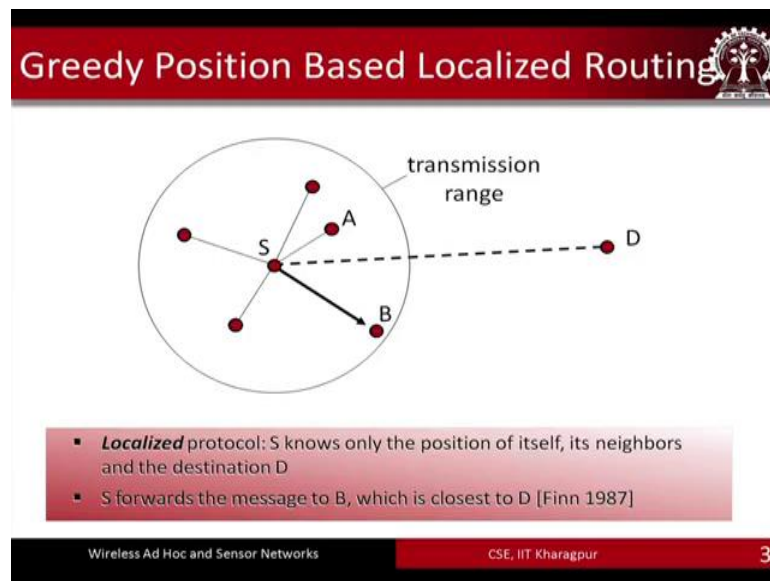 Greedy Position Based Localized Routing
transmission
range
A
S
D
B
▪ Localized protocol: S knows only the position of itself, its neighbors
and the destination D
▪ S forwards the message to B, which is closest to D [Finn 1987]
Wireless Ad Hoc and Sensor Networks
CSE, IIT Kharagpur
3